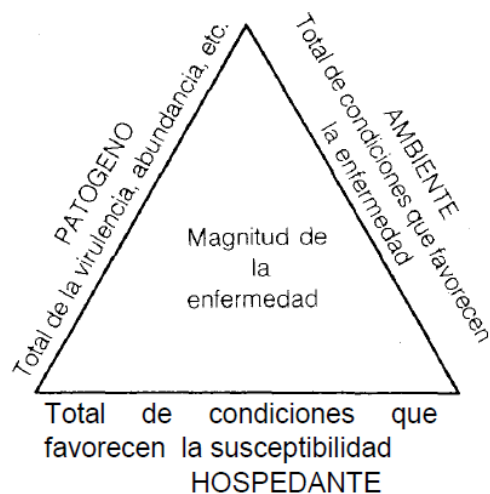 PATOGENO
Total de la virulencia, abundancia, etc.
AMBIENTE
Total de condiciones que favorecen
la enfermedad
Magnitud de
la
enfermedad
Total de condiciones que
favorecen la susceptibilidad
HOSPEDANTE